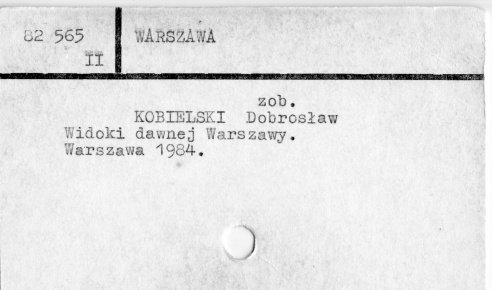 82 565 WARSZAWA
II
zob.
KOBIELSKI Dobrosław
Widoki dawnej Warszawy.
Warszawa 1984.